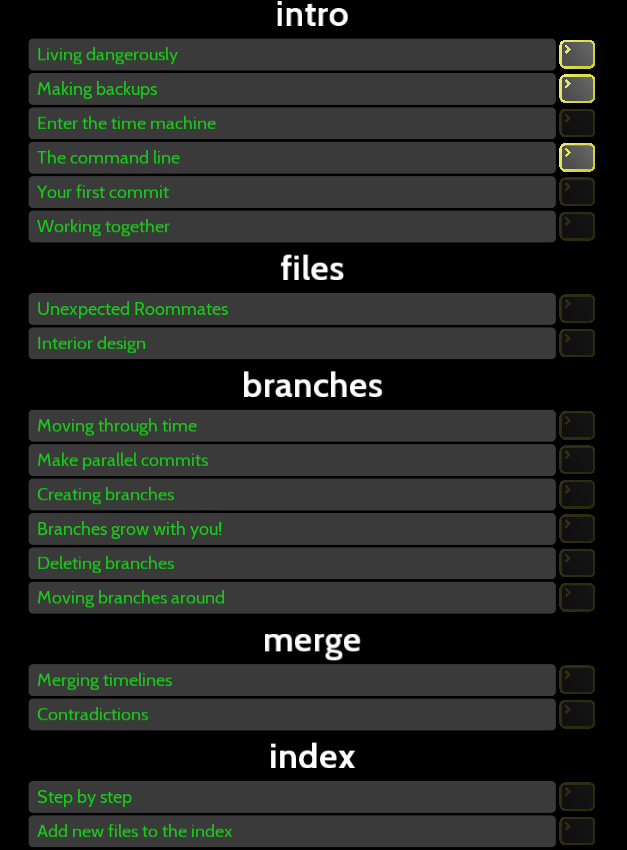 intro
Living dangerously
Making backups
Enter the time machine
The command line
Your first commit
Working together
files
Unexpected Roommates
Interior design
branches
Moving through time
Make parallel commits
Creating branches
Branches grow with you!
Deleting branches
Moving branches around
merge
Merging timelines
Contradictions
index
Step by step
Add new files to the index